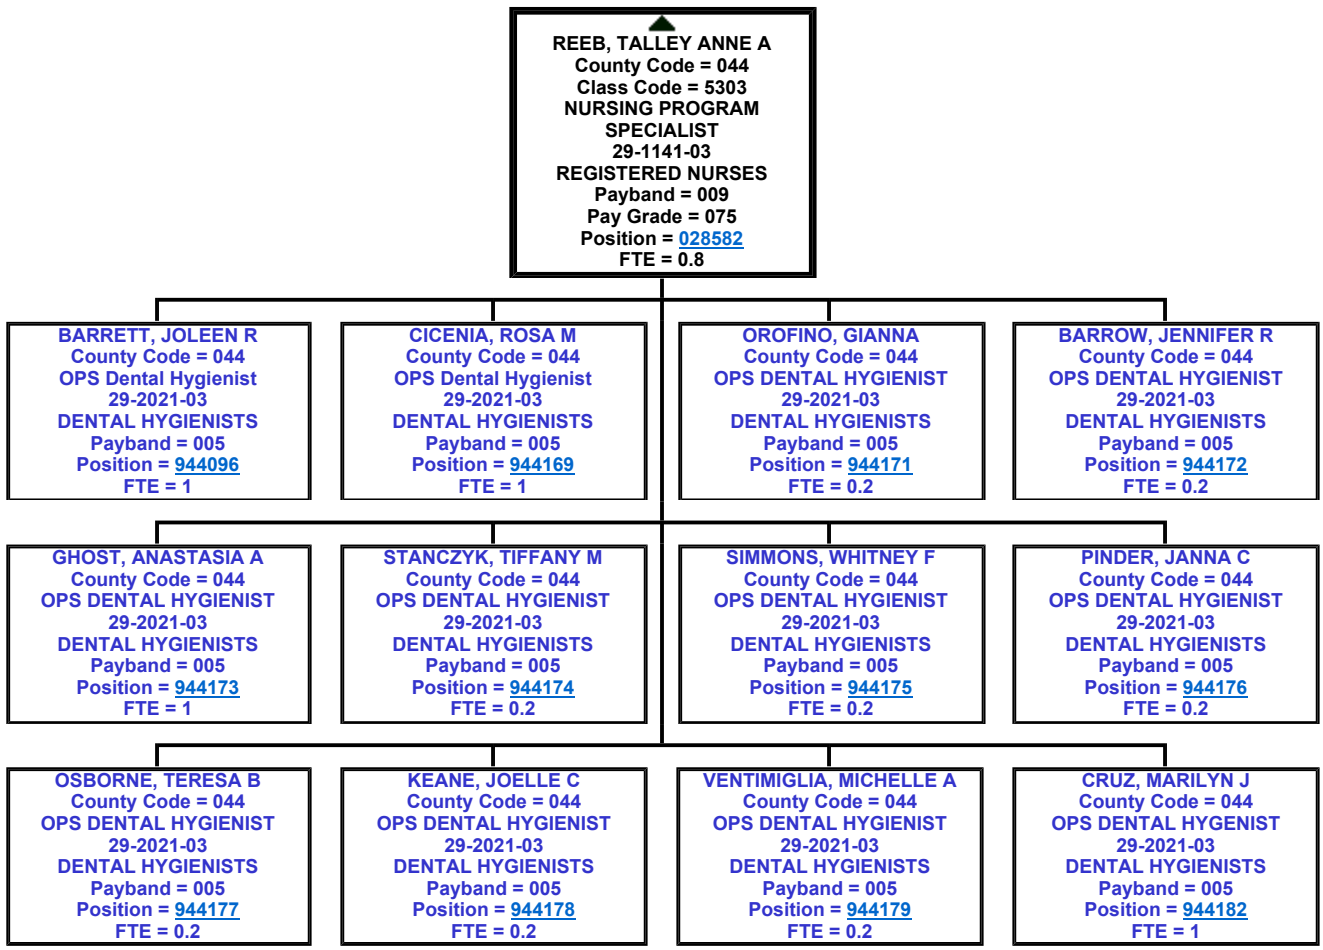 REEB, TALLEY ANNE A
County Code = 044
Class Code = 5303
NURSING PROGRAM
SPECIALIST
29-1141-03
REGISTERED NURSES
Payband = 009
Pay Grade = 075
Position = 028582
FTE = 0.8
BARRETT, JOLEEN R
County Code = 044
OPS Dental Hygienist
29-2021-03
DENTAL HYGIENISTS
Payband = 005
Position = 944096
FTE = 1
CICENIA, ROSA M
County Code = 044
OPS Dental Hygienist
29-2021-03
DENTAL HYGIENISTS
Payband = 005
Position = 944169
FTE = 1
OROFINO, GIANNA
County Code = 044
OPS DENTAL HYGIENIST
29-2021-03
DENTAL HYGIENISTS
Payband = 005
Position = 944171
FTE = 0.2
BARROW, JENNIFER R
County Code = 044
OPS DENTAL HYGIENIST
29-2021-03
DENTAL HYGIENISTS
Payband = 005
Position = 944172
FTE = 0.2
GHOST, ANASTASIA A
County Code = 044
OPS DENTAL HYGIENIST
29-2021-03
DENTAL HYGIENISTS
Payband = 005
Position = 944173
FTE = 1
STANCZYK, TIFFANY M
County Code = 044
OPS DENTAL HYGIENIST
29-2021-03
DENTAL HYGIENISTS
Payband = 005
Position = 944174
FTE = 0.2
SIMMONS, WHITNEY F
County Code = 044
OPS DENTAL HYGIENIST
29-2021-03
DENTAL HYGIENISTS
Payband = 005
Position = 944175
FTE = 0.2
PINDER, JANNA C
County Code = 044
OPS DENTAL HYGIENIST
29-2021-03
DENTAL HYGIENISTS
Payband = 005
Position = 944176
FTE = 0.2
OSBORNE, TERESA B
County Code = 044
OPS DENTAL HYGIENIST
29-2021-03
DENTAL HYGIENISTS
Payband = 005
Position = 944177
FTE = 0.2
KEANE, JOELLE C
County Code = 044
OPS DENTAL HYGIENIST
29-2021-03
DENTAL HYGIENISTS
Payband = 005
Position = 944178
FTE = 0.2
VENTIMIGLIA, MICHELLE A
County Code = 044
OPS DENTAL HYGIENIST
29-2021-03
DENTAL HYGIENISTS
Payband = 005
Position = 944179
FTE = 0.2
CRUZ, MARILYN J
County Code = 044
OPS DENTAL HYGENIST
29-2021-03
DENTAL HYGIENISTS
Payband = 005
Position = 944182
FTE = 1